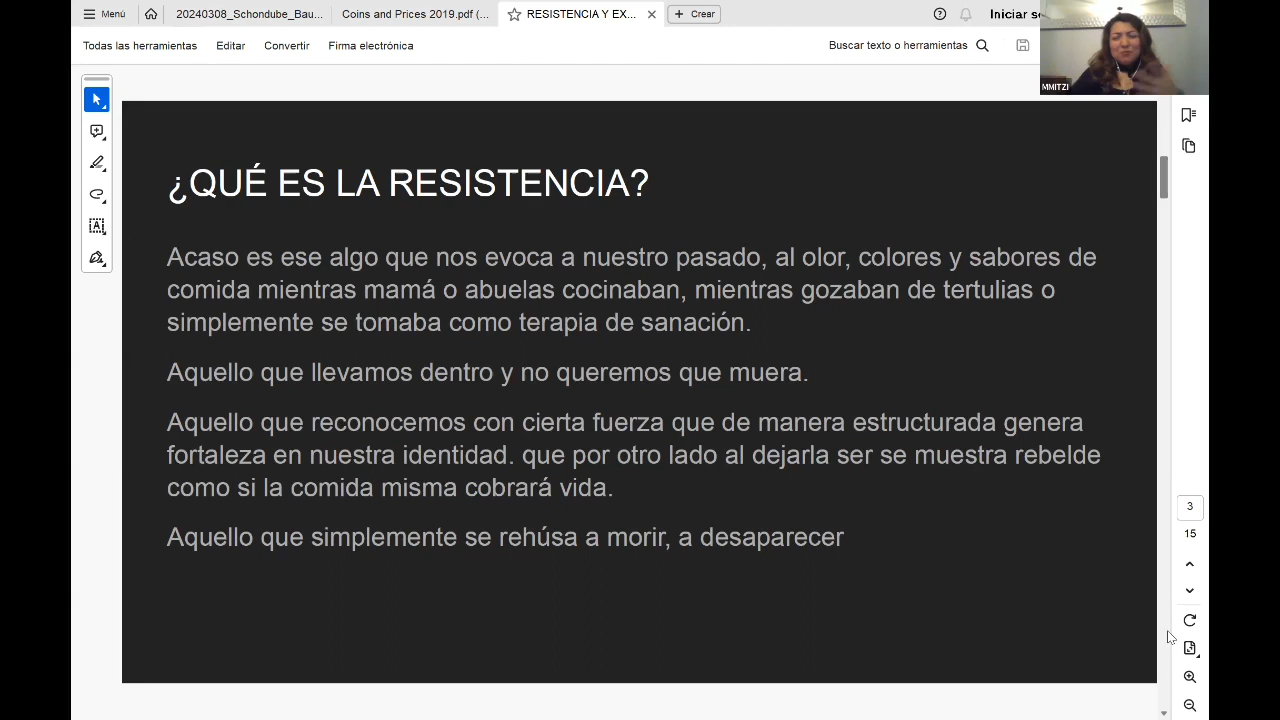 Menú
20240308_Schondube_Bau...
Coins and Prices 2019.pdf (...
RESISTENCIA Y EX...
Crear
Iniciar se
Todas las herramientas
Editar
Convertir
Firma electrónica
Buscar texto o herramientas
MMITZI
¿QUÉ ES LA RESISTENCIA?
Acaso es ese algo que nos evoca a nuestro pasado, al olor, colores y sabores de
comida mientras mamá o abuelas cocinaban, mientras gozaban de tertulias o
simplemente se tomaba como terapia de sanación.
Aquello que llevamos dentro y no queremos que muera.
Aquello que reconocemos con cierta fuerza que de manera estructurada genera
fortaleza en nuestra identidad. que por otro lado al dejarla ser se muestra rebelde
como si la comida misma cobrará vida.
Aquello que simplemente se rehúsa a morir, a desaparecer
3
15